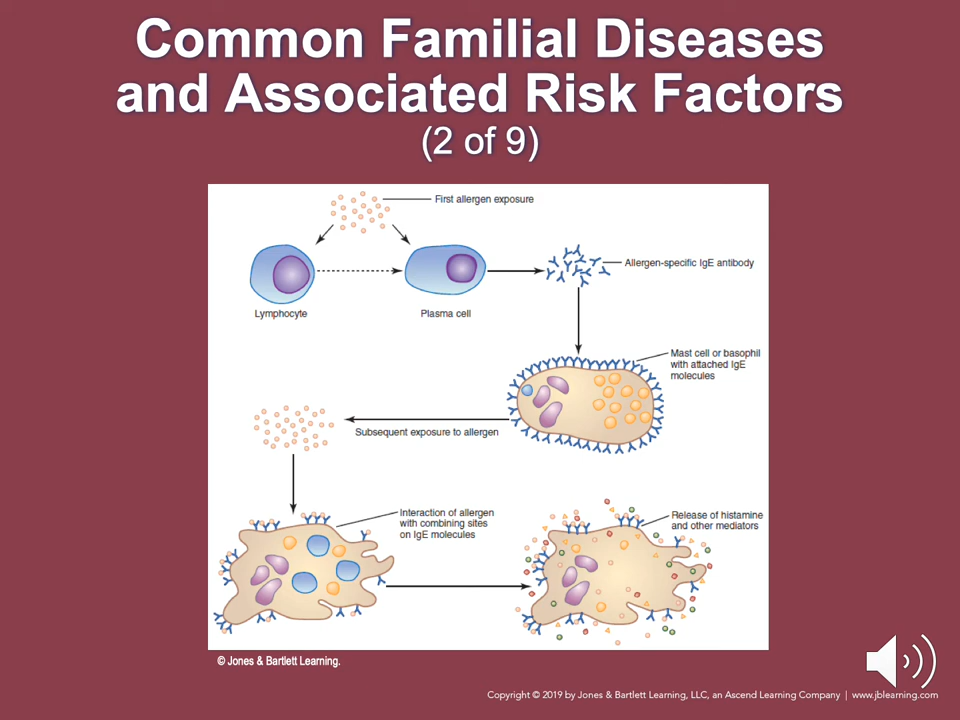 Common Familial Diseases
and Associated Risk Factors
(2 of 9)
First allergen exposure
Allergen-specific IgE antibody
Lymphocyte
Plasma cell
Mast cell or basophil
with attached IgE
molecules
Subsequent exposure to allergen
Interaction of allergen
with combining sites
on IgE molecules
Release of histamine
and other mediators
© Jones & Bartlett Learning.
Copyright © 2019 by Jones & Bartlett Learning, LLC, an Ascend Learning Company | www.jblearning.com